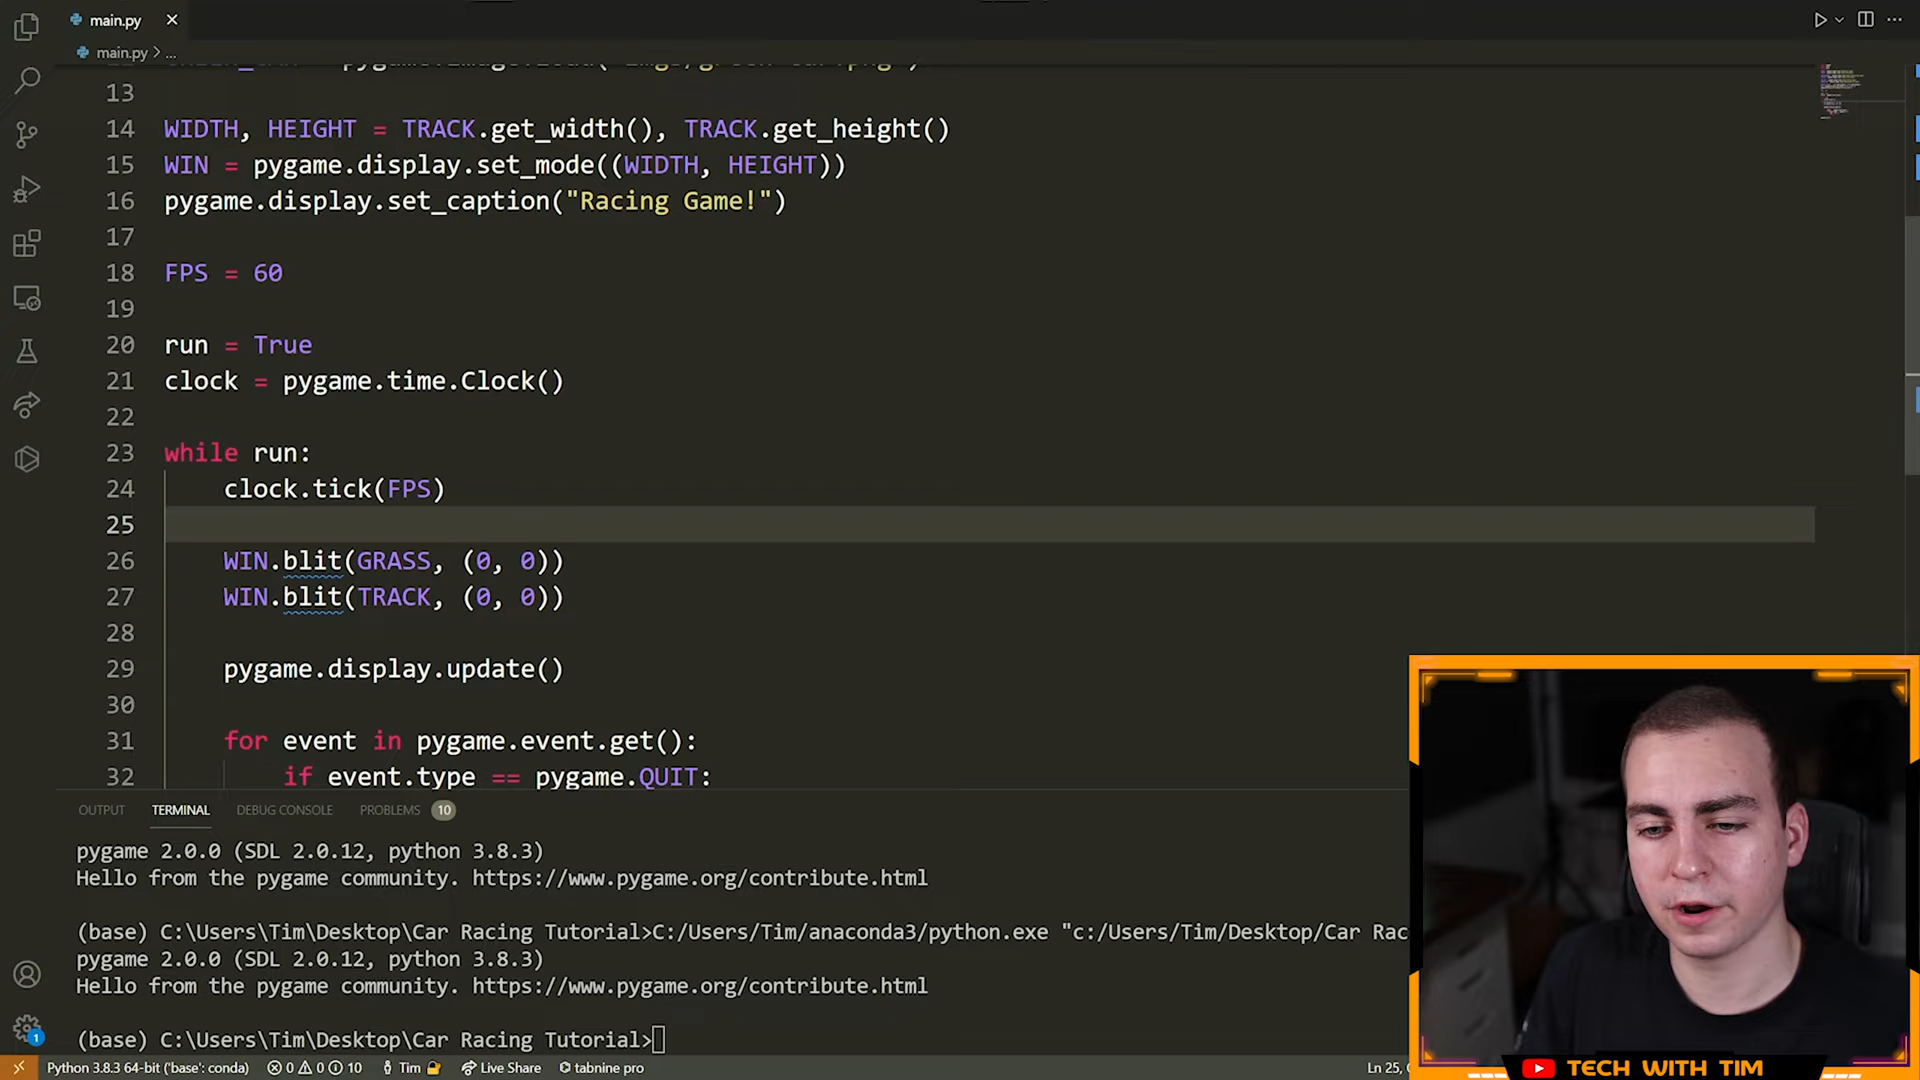 main.py
main.py > ...
13
14 WIDTH, HEIGHT = TRACK.get_width(), TRACK.get_height()
15 WIN = pygame.display.set_mode((WIDTH, HEIGHT))
16 pygame.display.set_caption("Racing Game!")
17
18 FPS = 60
19
20 run = True
21 clock = pygame.time.Clock()
22
23 while run:
24 clock.tick(FPS)
25
26 WIN.blit(GRASS, (0, 0))
27 WIN.blit(TRACK, (0, 0))
28
29 pygame.display.update()
30
31 for event in pygame.event.get():
32 if event.type == pygame.QUIT:
OUTPUT TERMINAL DEBUG CONSOLE PROBLEMS 10
pygame 2.0.0 (SDL 2.0.12, python 3.8.3)
Hello from the pygame community. https://www.pygame.org/contribute.html
(base) C:\Users\Tim\Desktop\Car Racing Tutorial>C:/Users/Tim/anaconda3/python.exe "c:/Users/Tim/Desktop/Car Rac
pygame 2.0.0 (SDL 2.0.12, python 3.8.3)
Hello from the pygame community. https://www.pygame.org/contribute.html
(base) C:\Users\Tim\Desktop\Car Racing Tutorial>
1
Python 3.8.3 64-bit ('base': conda) 0 0 10 Tim Live Share tabnine pro Ln 25,
TECH WITH TIM